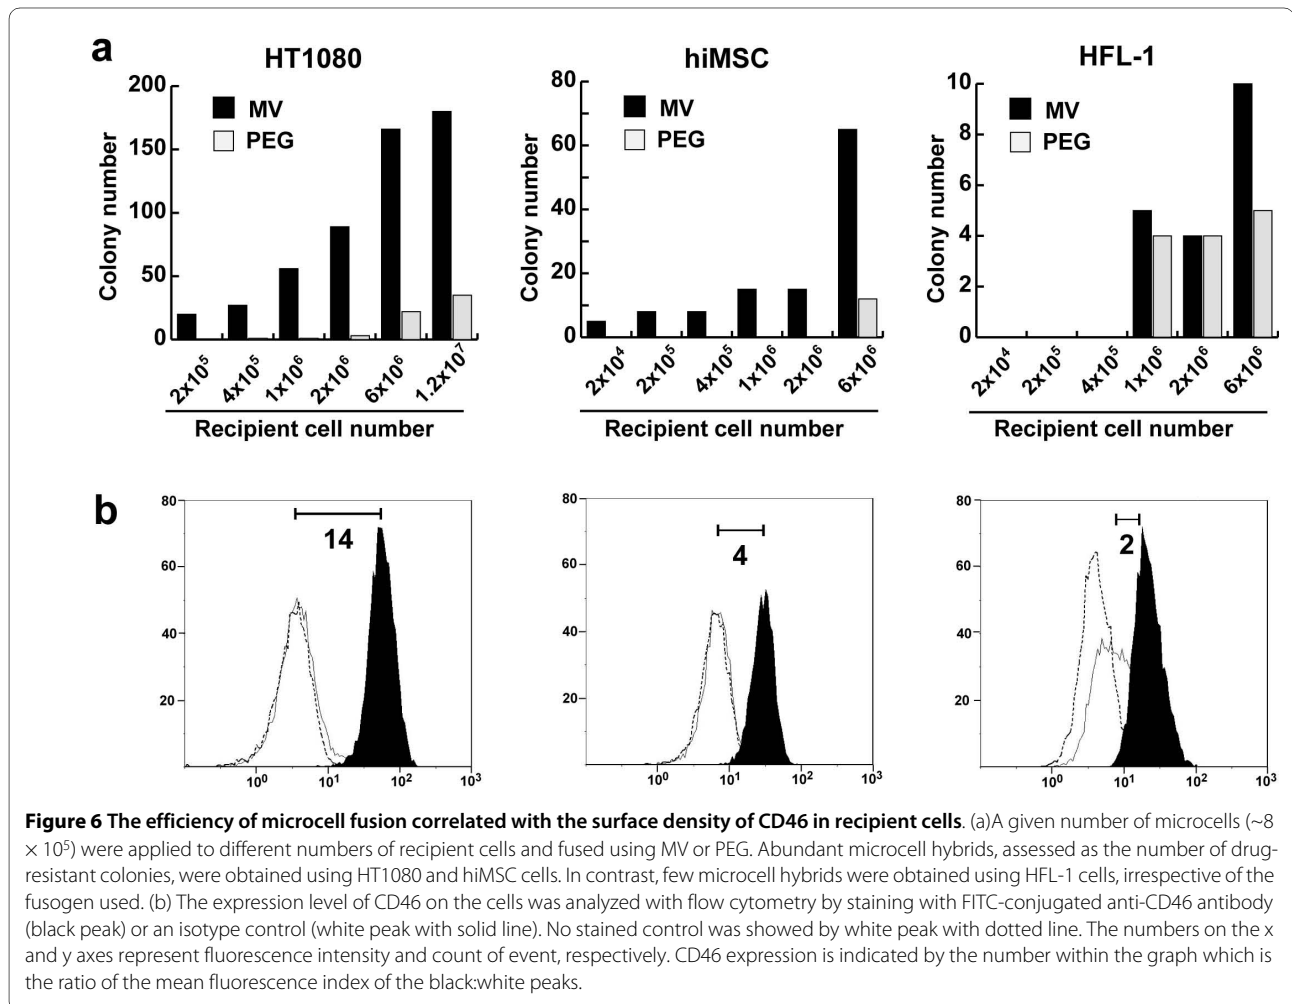 a
HT1080
hiMSC
HFL-1
200
150
100
50
0
Colony number
MV
PEG
2x10⁵
4x10⁵
1x10⁶
2x10⁶
6x10⁶
1.2x10⁷
Recipient cell number
80
60
40
20
0
Colony number
MV
PEG
2x10⁴
2x10⁵
4x10⁵
1x10⁶
2x10⁶
6x10⁶
Recipient cell number
10
8
6
4
2
0
Colony number
MV
PEG
2x10⁴
2x10⁵
4x10⁵
1x10⁶
2x10⁶
6x10⁶
Recipient cell number
b
80
60
40
20
14
10⁰ 10¹ 10² 10³
80
60
40
20
4
10⁰ 10¹ 10² 10³
80
60
40
20
2
10⁰ 10¹ 10² 10³
Figure 6 The efficiency of microcell fusion correlated with the surface density of CD46 in recipient cells. (a)A given number of microcells (~8
× 10⁵) were applied to different numbers of recipient cells and fused using MV or PEG. Abundant microcell hybrids, assessed as the number of drug-
resistant colonies, were obtained using HT1080 and hiMSC cells. In contrast, few microcell hybrids were obtained using HFL-1 cells, irrespective of the
fusogen used. (b) The expression level of CD46 on the cells was analyzed with flow cytometry by staining with FITC-conjugated anti-CD46 antibody
(black peak) or an isotype control (white peak with solid line). No stained control was showed by white peak with dotted line. The numbers on the x
and y axes represent fluorescence intensity and count of event, respectively. CD46 expression is indicated by the number within the graph which is
the ratio of the mean fluorescence index of the black:white peaks.